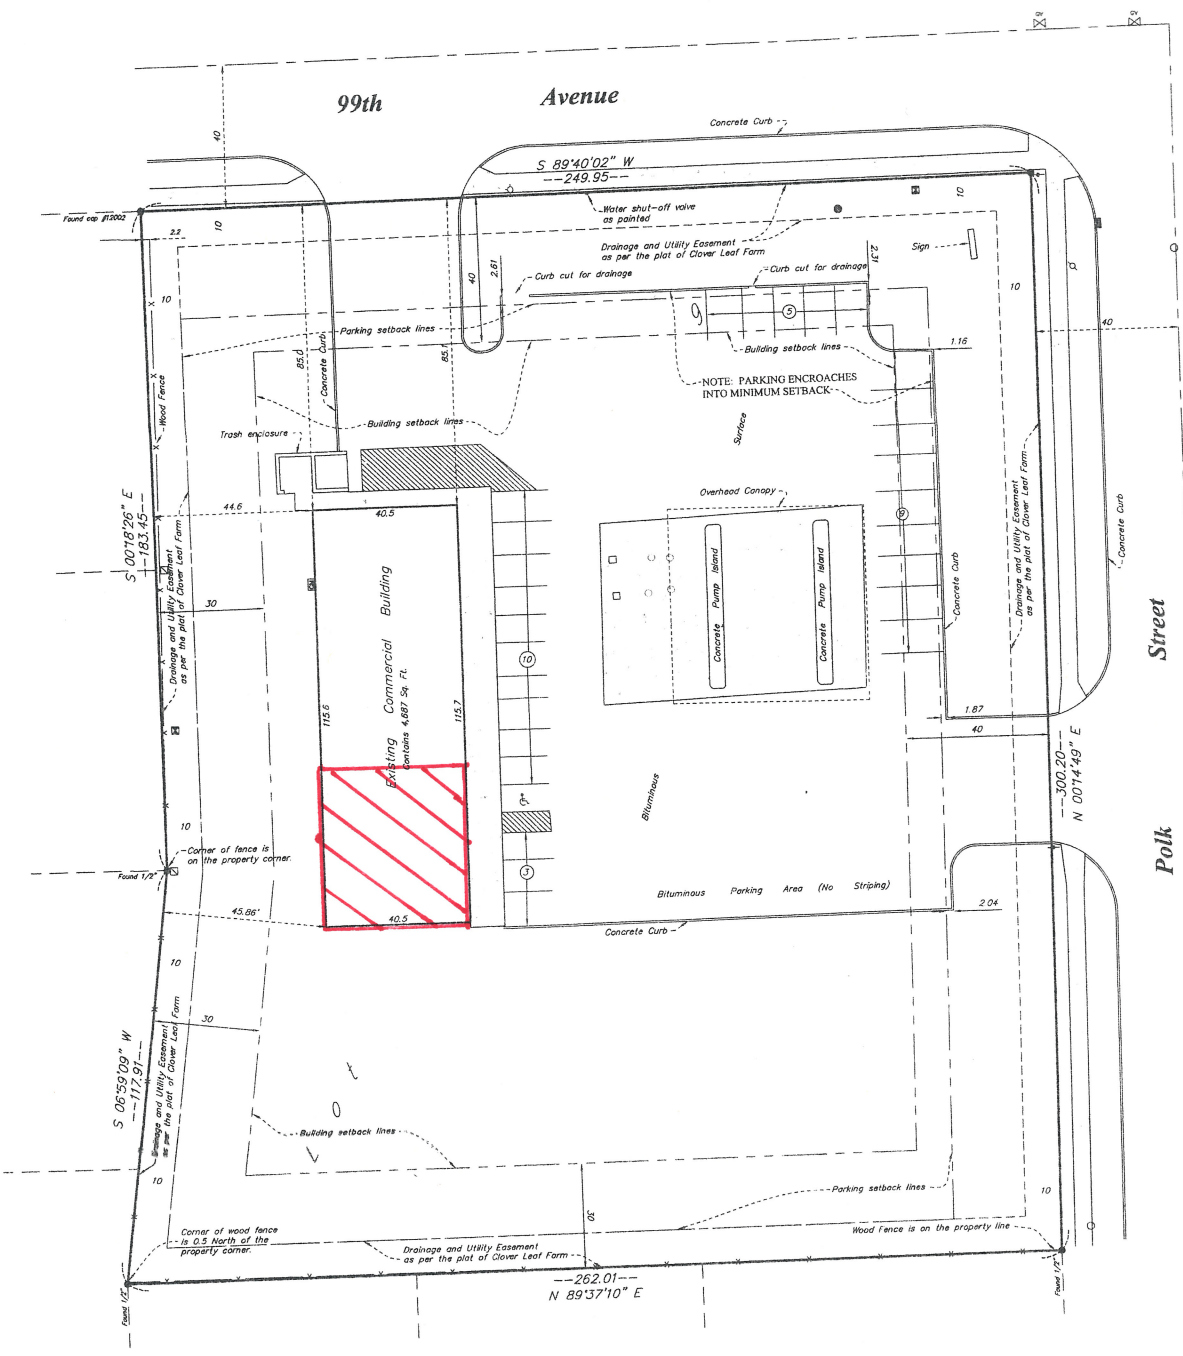 99th Avenue
Concrete Curb
40
S 89°40'02" W
---249.95---
Found cap #12002
2.2
10
10
Water shut-off valve
as painted
Drainage and Utility Easement
as per the plat of Clover Leaf Farm
Sign
10
2.61
40
Curb cut for drainage
Curb cut for drainage
2.31
10
5
9
40
Parking setback lines
Building setback lines
1.16
85.0
85.1
Concrete Curb
NOTE: PARKING ENCROACHES
INTO MINIMUM SETBACK
Wood Fence
Building setback lines
Trash enclosure
Surface
Overhead Canopy
44.6
40.5
S 00°18'26" E
---183.45---
Drainage and Utility Easement
as per the plat of Clover Leaf Farm
30
Existing Commercial Building
Contains 4,687 Sq. Ft.
115.6
115.7
10
Concrete Pump Island
Concrete Pump Island
9
Concrete Curb
Drainage and Utility Easement
as per the plat of Clover Leaf Farm
Concrete Curb
Polk Street
1.87
40
---300.20---
N 00°14'49" E
Bituminous
10
Corner of fence is
on the property corner.
Found 1/2"
3
Bituminous Parking Area (No Striping)
45.86'
40.5
2.04
Concrete Curb
10
30
S 06°59'09" W
---117.91---
Drainage and Utility Easement
as per the plat of Clover Leaf Farm
Lot
Building setback lines
10
Parking setback lines
10
30
Corner of wood fence
is 0.5 North of the
property corner.
Drainage and Utility Easement
as per the plat of Clover Leaf Farm
Wood Fence is on the property line
---262.01---
N 89°37'10" E
Found 1/2"
Found 1/2"